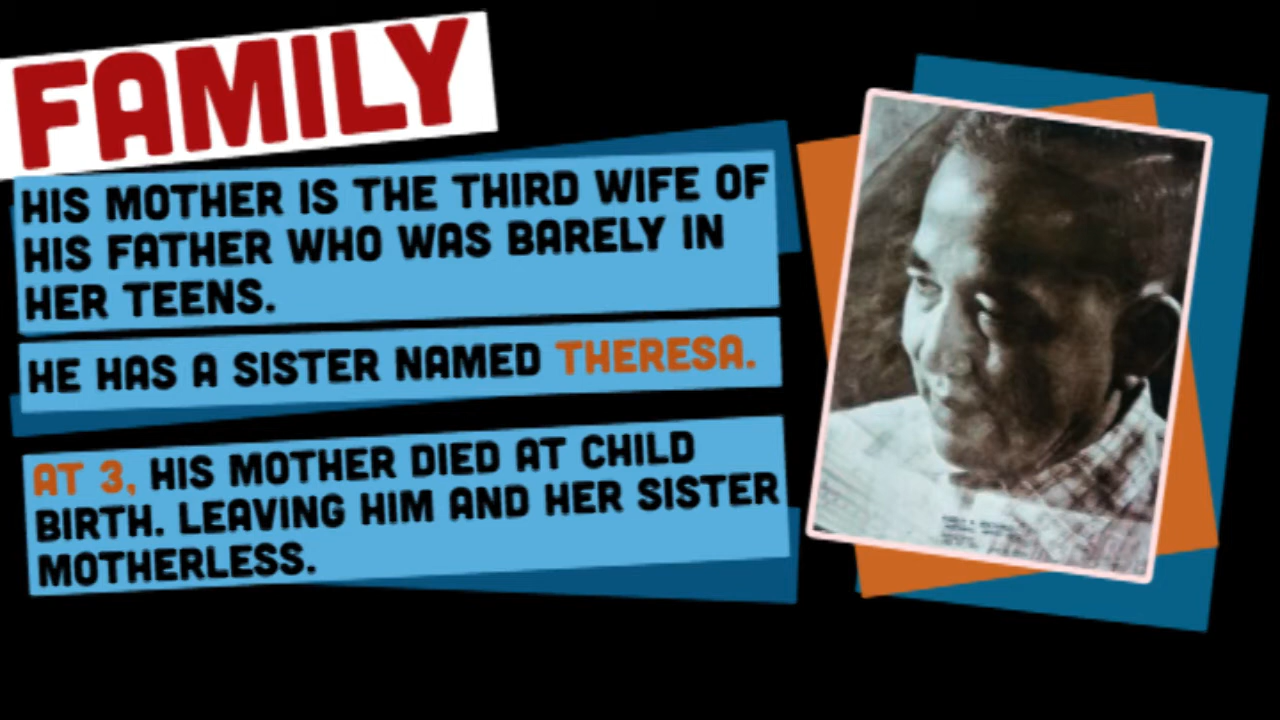 FAMILY
HIS MOTHER IS THE THIRD WIFE OF
HIS FATHER WHO WAS BARELY IN
HER TEENS.
HE HAS A SISTER NAMED THERESA.
AT 3, HIS MOTHER DIED AT CHILD
BIRTH. LEAVING HIM AND HER SISTER
MOTHERLESS.